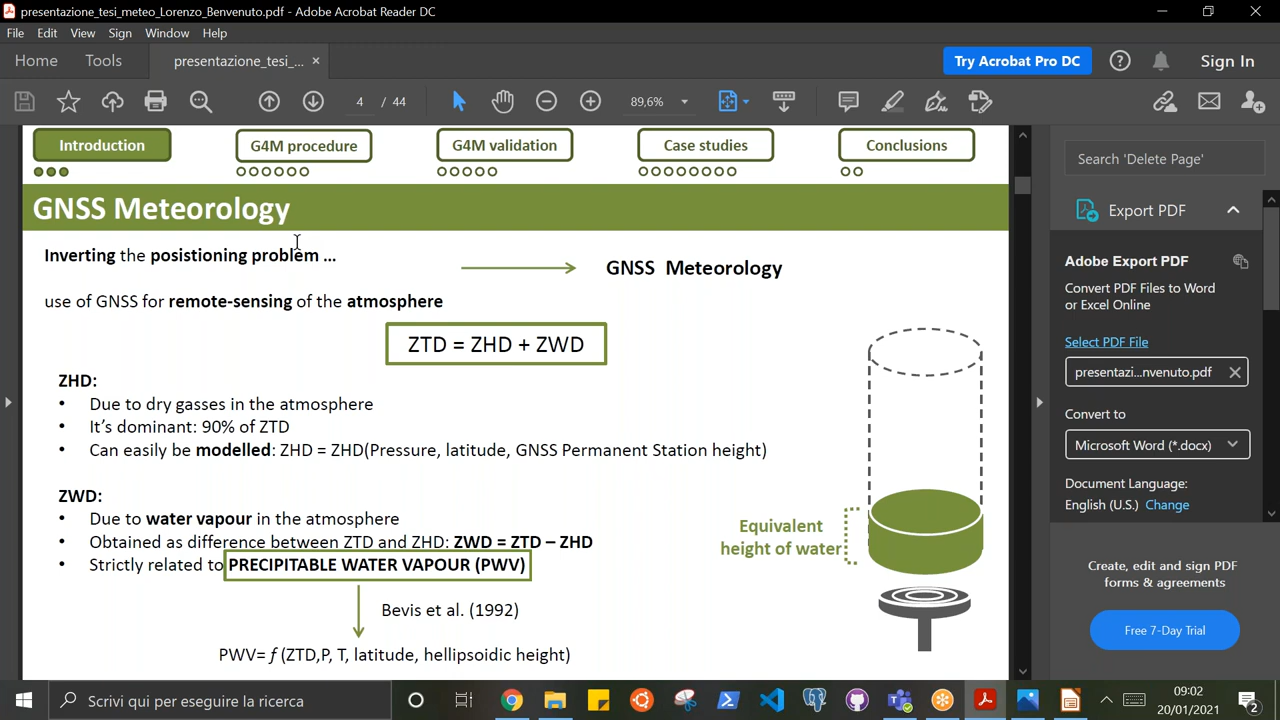 presentazione_tesi_meteo_Lorenzo_Benvenuto.pdf - Adobe Acrobat Reader DC
File Edit View Sign Window Help
Home Tools presentazione_tesi_... ×
Try Acrobat Pro DC
Sign In
4 / 44
89,6%
Introduction
G4M procedure
G4M validation
Case studies
Conclusions
GNSS Meteorology
Inverting the posistioning problem ...
GNSS Meteorology
use of GNSS for remote-sensing of the atmosphere
ZTD = ZHD + ZWD
ZHD:
• Due to dry gasses in the atmosphere
• It's dominant: 90% of ZTD
• Can easily be modelled: ZHD = ZHD(Pressure, latitude, GNSS Permanent Station height)
ZWD:
• Due to water vapour in the atmosphere
• Obtained as difference between ZTD and ZHD: ZWD = ZTD – ZHD
• Strictly related to PRECIPITABLE WATER VAPOUR (PWV)
Bevis et al. (1992)
PWV= f (ZTD,P, T, latitude, hellipsoidic height)
Equivalent
height of water
Search 'Delete Page'
Export PDF
Adobe Export PDF
Convert PDF Files to Word
or Excel Online
Select PDF File
presentazi...nvenuto.pdf
Convert to
Microsoft Word (*.docx)
Document Language:
English (U.S.) Change
Create, edit and sign PDF
forms & agreements
Free 7-Day Trial
Scrivi qui per eseguire la ricerca
09:02
20/01/2021
2